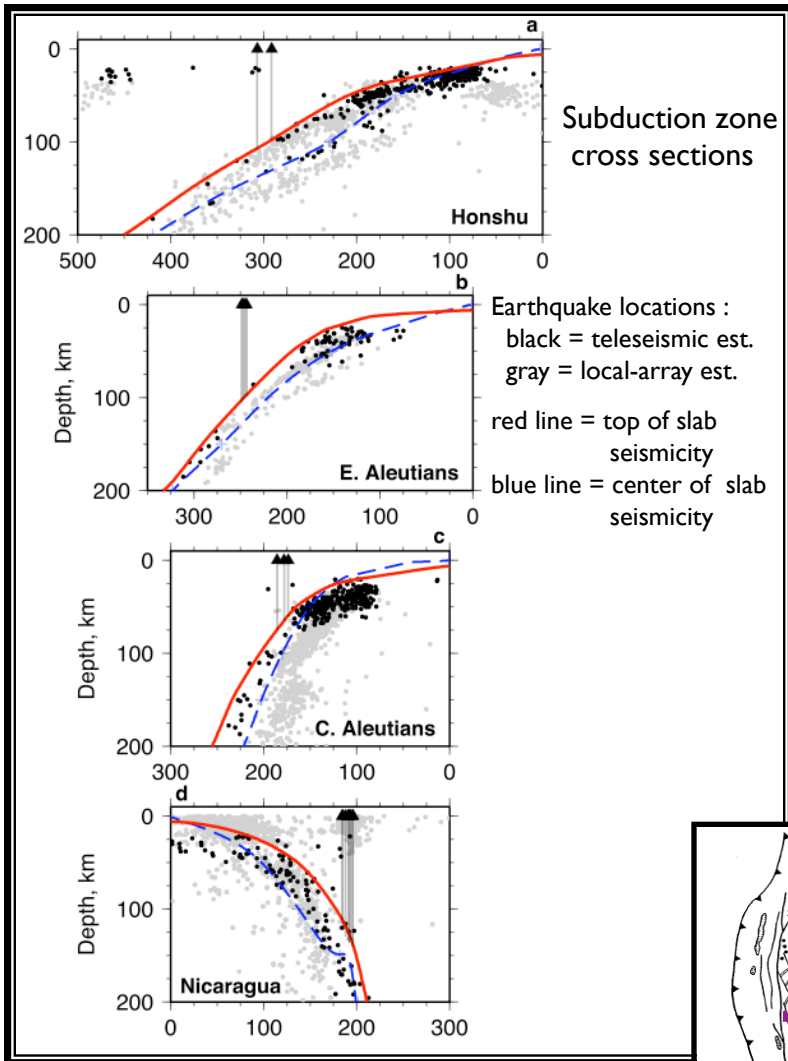 a
0
100
200
Honshu
500 400 300 200 100 0
Subduction zone
cross sections
b
0
100
200
Depth, km
E. Aleutians
300 200 100 0
Earthquake locations :
black = teleseismic est.
gray = local-array est.
red line = top of slab
seismicity
blue line = center of slab
seismicity
c
0
100
200
Depth, km
C. Aleutians
300 200 100 0
d
0
100
200
Depth, km
Nicaragua
0 100 200 300